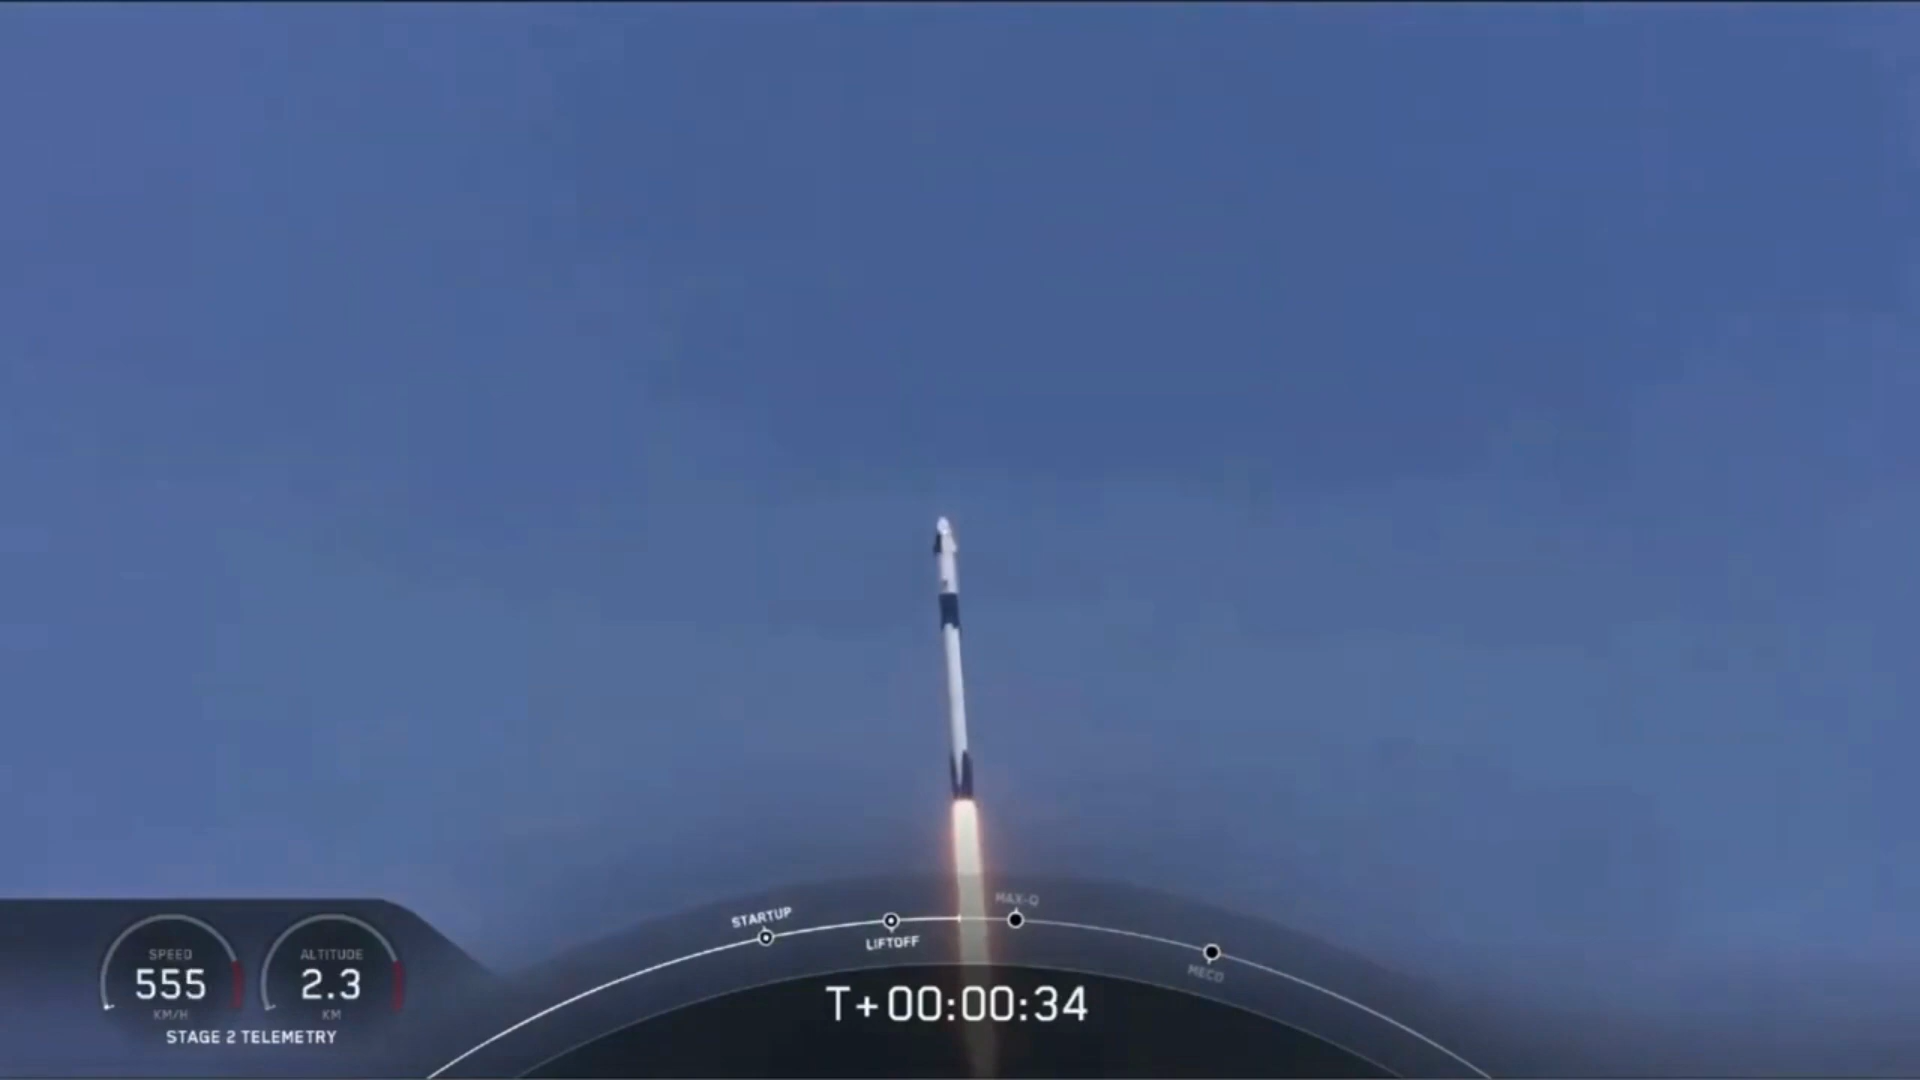 STARTUP
LIFTOFF
MAX-Q
MECO
SPEED
555
KM/H
ALTITUDE
2.3
KM
STAGE 2 TELEMETRY
T+00:00:34